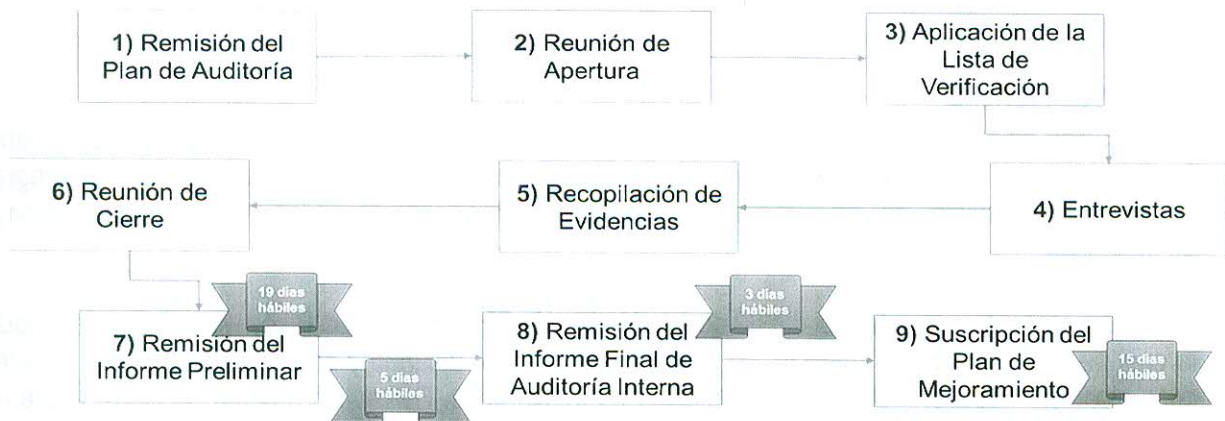 1) Remisión del
Plan de Auditoría
2) Reunión de
Apertura
3) Aplicación de la
Lista de
Verificación
4) Entrevistas
5) Recopilación de
Evidencias
6) Reunión de
Cierre
19 días
hábiles
7) Remisión del
Informe Preliminar
5 días
hábiles
3 días
hábiles
8) Remisión del
Informe Final de
Auditoría Interna
9) Suscripción del
Plan de
Mejoramiento
15 días
hábiles